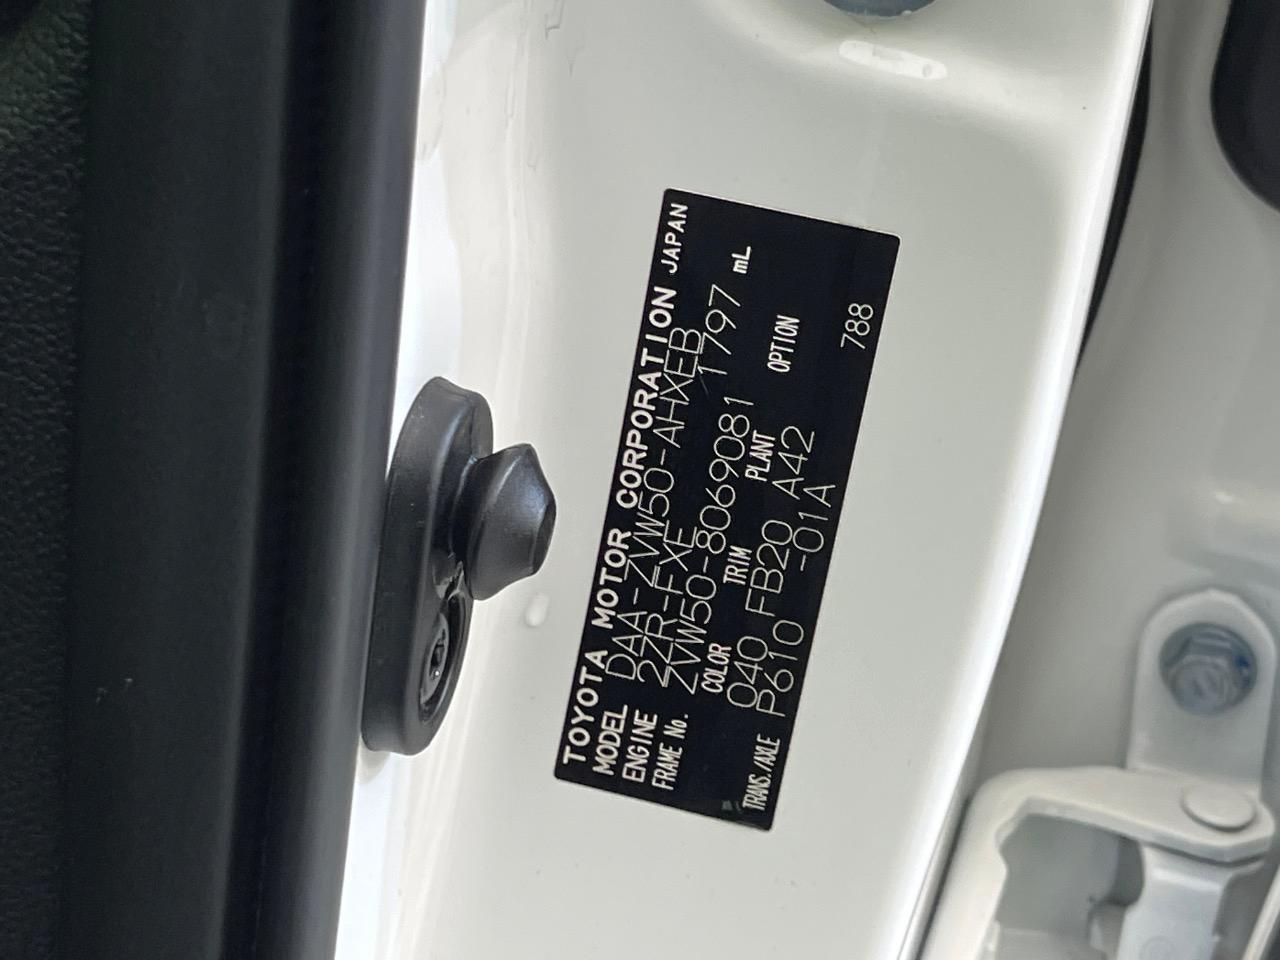 TOYOTA MOTOR CORPORATION JAPAN
MODEL DAA-ZVW50-AHXEB
ENGINE 2ZR-FXE 1797 mL
FRAME No. ZVW50-8069081
COLOR TRIM PLANT OPTION
040 FB20 A42
TRANS./AXLE P610 -01A 788